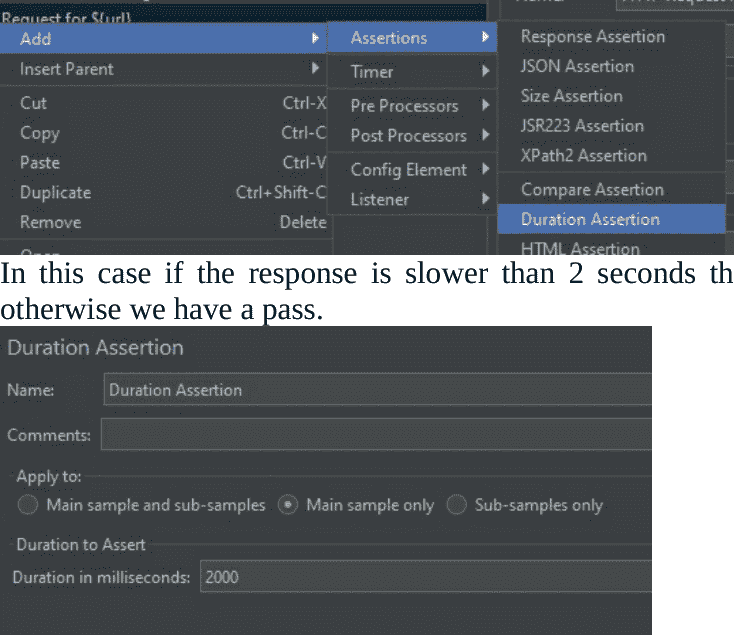 Request for ${url}
Add Assertions Response Assertion
JSON Assertion
Insert Parent Timer
Size Assertion
Cut Ctrl-X Pre Processors
JSR223 Assertion
Copy Ctrl-C Post Processors
XPath2 Assertion
Paste Ctrl-V Config Element
Duplicate Ctrl+Shift-C Listener Compare Assertion
Remove Delete Duration Assertion
HTML Assertion
In this case if the response is slower than 2 seconds th
otherwise we have a pass.
Duration Assertion
Name: Duration Assertion
Comments:
Apply to:
Main sample and sub-samples Main sample only Sub-samples only
Duration to Assert
Duration in milliseconds: 2000